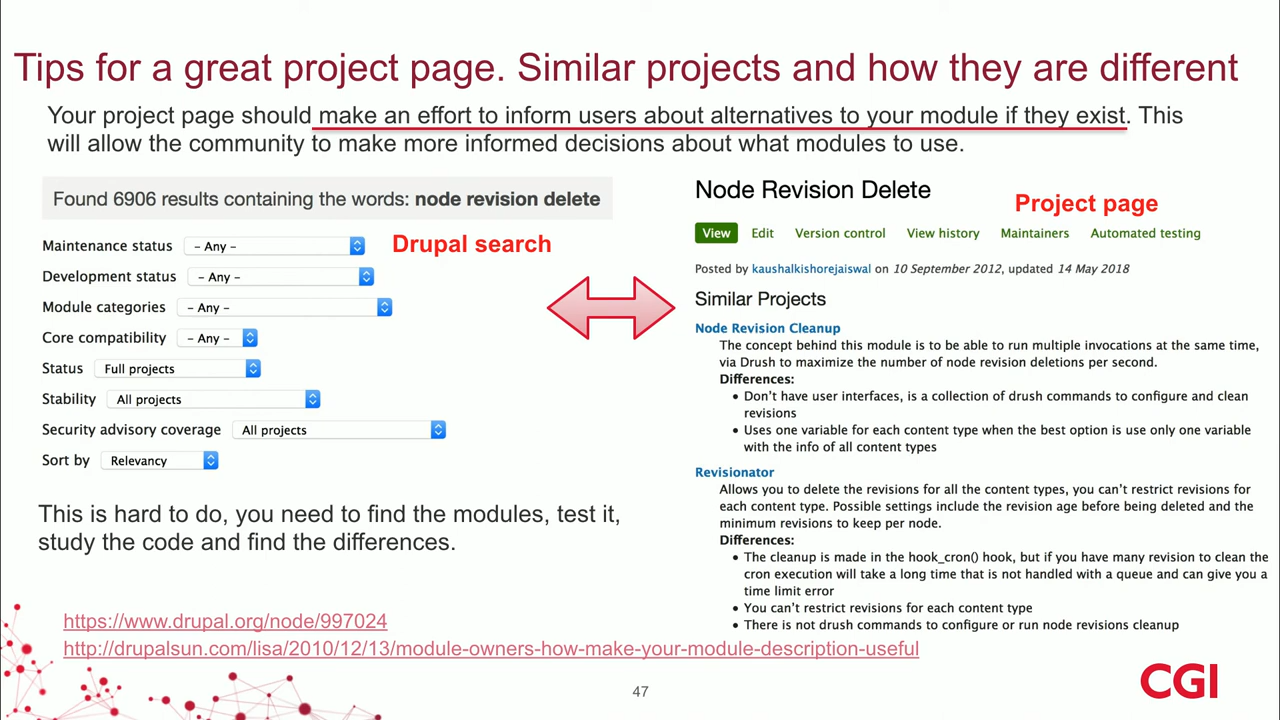 Tips for a great project page. Similar projects and how they are different
Your project page should make an effort to inform users about alternatives to your module if they exist. This
will allow the community to make more informed decisions about what modules to use.
Found 6906 results containing the words: node revision delete
Maintenance status - Any -
Drupal search
Development status - Any -
Module categories - Any -
Core compatibility - Any -
Status Full projects
Stability All projects
Security advisory coverage All projects
Sort by Relevancy
This is hard to do, you need to find the modules, test it,
study the code and find the differences.
Node Revision Delete
Project page
View Edit Version control View history Maintainers Automated testing
Posted by kaushalkishorejaiswal on 10 September 2012, updated 14 May 2018
Similar Projects
Node Revision Cleanup
The concept behind this module is to be able to run multiple invocations at the same time,
via Drush to maximize the number of node revision deletions per second.
Differences:
• Don't have user interfaces, is a collection of drush commands to configure and clean
revisions
• Uses one variable for each content type when the best option is use only one variable
with the info of all content types
Revisionator
Allows you to delete the revisions for all the content types, you can't restrict revisions for
each content type. Possible settings include the revision age before being deleted and the
minimum revisions to keep per node.
Differences:
• The cleanup is made in the hook_cron() hook, but if you have many revision to clean the
cron execution will take a long time that is not handled with a queue and can give you a
time limit error
• You can't restrict revisions for each content type
• There is not drush commands to configure or run node revisions cleanup
https://www.drupal.org/node/997024
http://drupalsun.com/lisa/2010/12/13/module-owners-how-make-your-module-description-useful
47
CGI